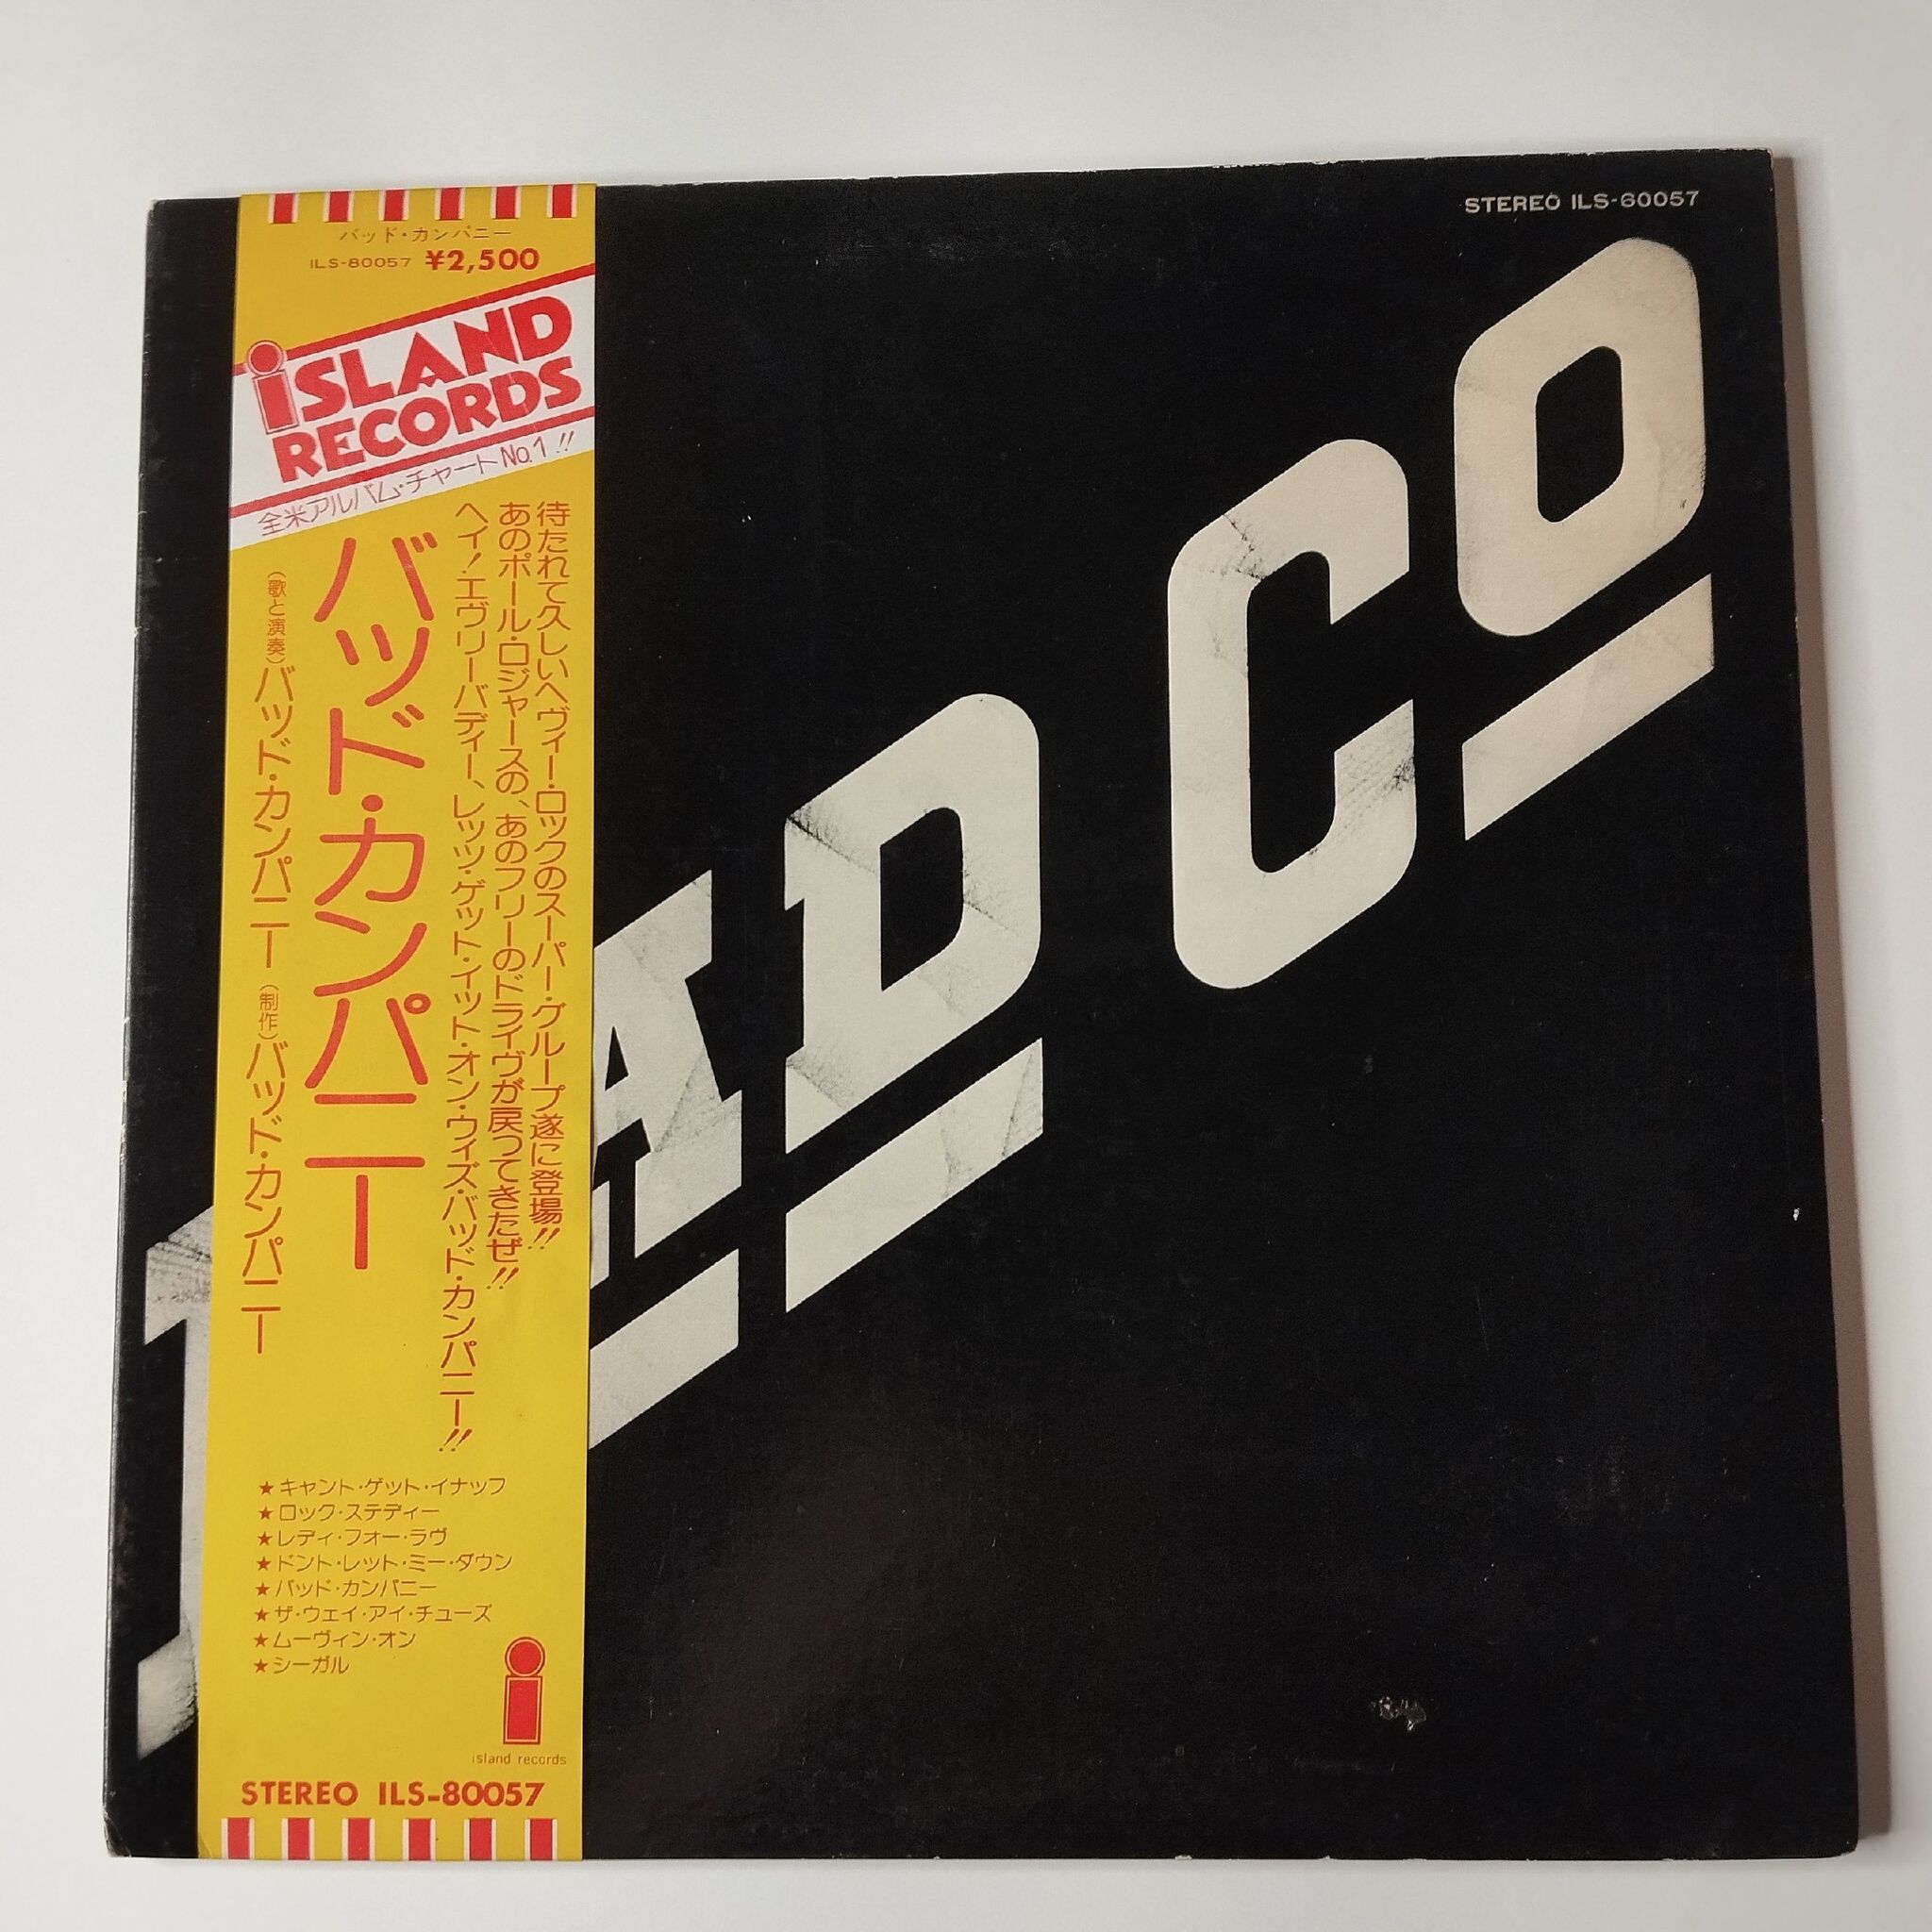 バッド・カンパニー
ILS-80057 ¥2,500
iSLAND
RECORDS
全米アルバム・チャートNo.1!!
待たれて久しいヘヴィー・ロックのスーパー・グループ遂に登場!!
あのポール・ロジャースの、あのフリーのドライヴが戻ってきたぜ!!
ヘイ!エヴリーバディー、レッツ・ゲット・イット・オン・ウィズ・バッド・カンパニー!!
バッド・カンパニー
(歌と演奏)バッド・カンパニー (制作)バッド・カンパニー
★キャント・ゲット・イナッフ
★ロック・ステディー
★レディ・フォー・ラヴ
★ドント・レット・ミー・ダウン
★バッド・カンパニー
★ザ・ウェイ・アイ・チューズ
★ムーヴィン・オン
★シーガル
i
island records
STEREO ILS-80057
STEREO ILS-80057
AD CO